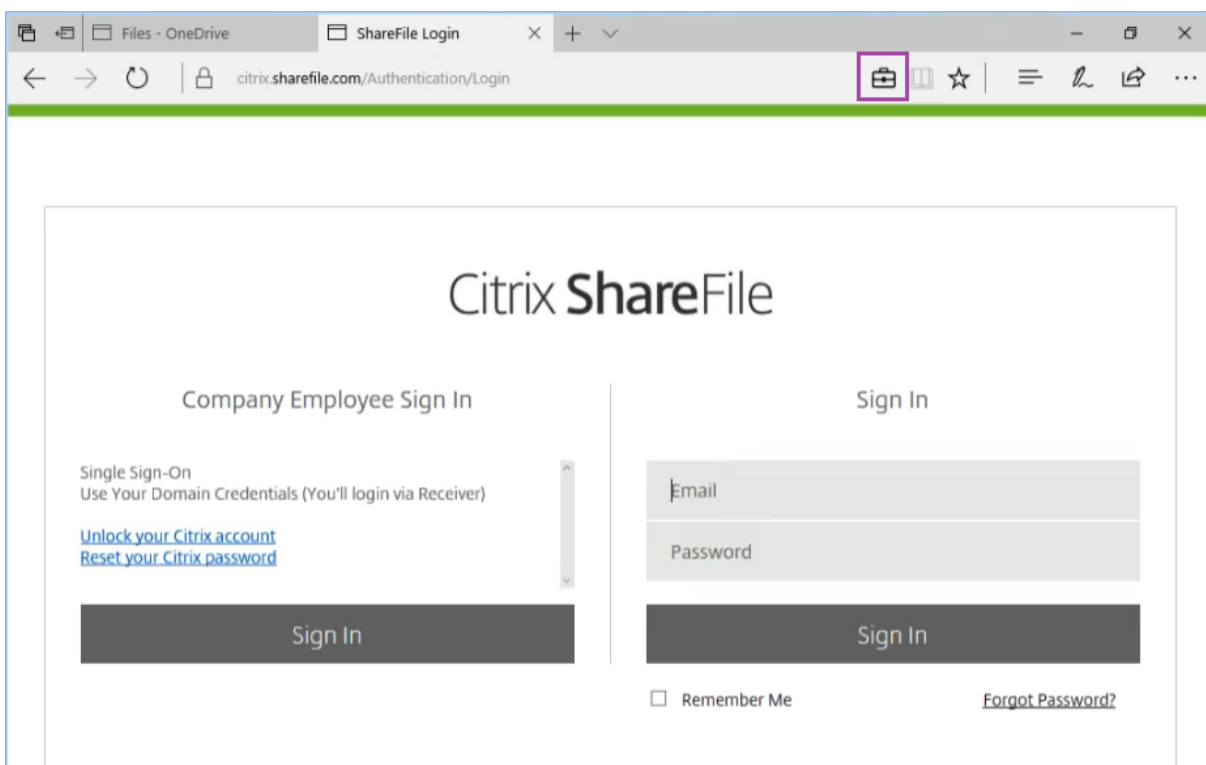 Files - OneDrive
ShareFile Login
citrix.sharefile.com/Authentication/Login
Citrix ShareFile
Company Employee Sign In
Single Sign-On
Use Your Domain Credentials (You'll login via Receiver)
Unlock your Citrix account
Reset your Citrix password
Sign In
Sign In
Email
Password
Sign In
Remember Me
Forgot Password?